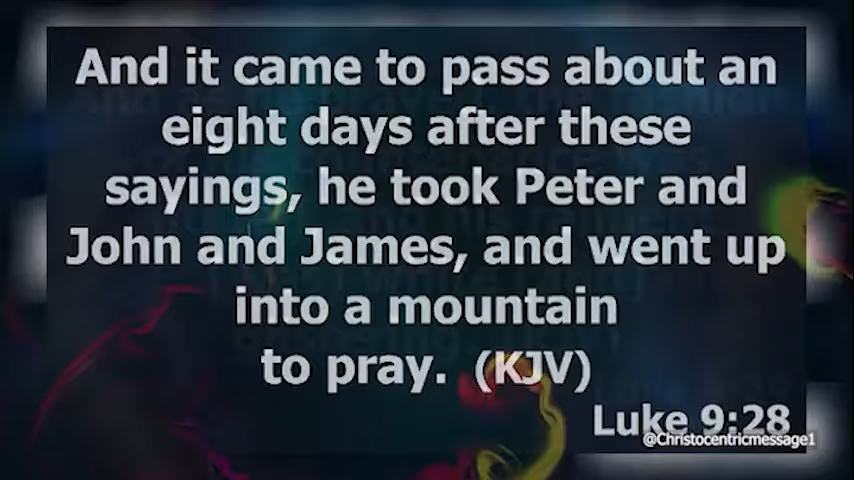 And it came to pass about an
eight days after these
sayings, he took Peter and
John and James, and went up
into a mountain
to pray. (KJV)
Luke 9:28
@Christocentricmessage1